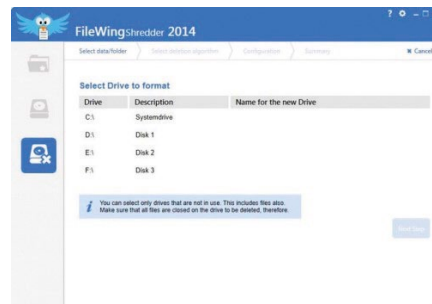 FileWing Shredder 2014
? –
Select data/folder Select deletion algorithm Configuration Summary Cancel
Select Drive to format
Drive Description Name for the new Drive
C:\ Systemdrive
D:\ Disk 1
E:\ Disk 2
F:\ Disk 3
i You can select only drives that are not in use. This includes files also.
Make sure that all files are closed on the drive to be deleted, therefore.
Next Step